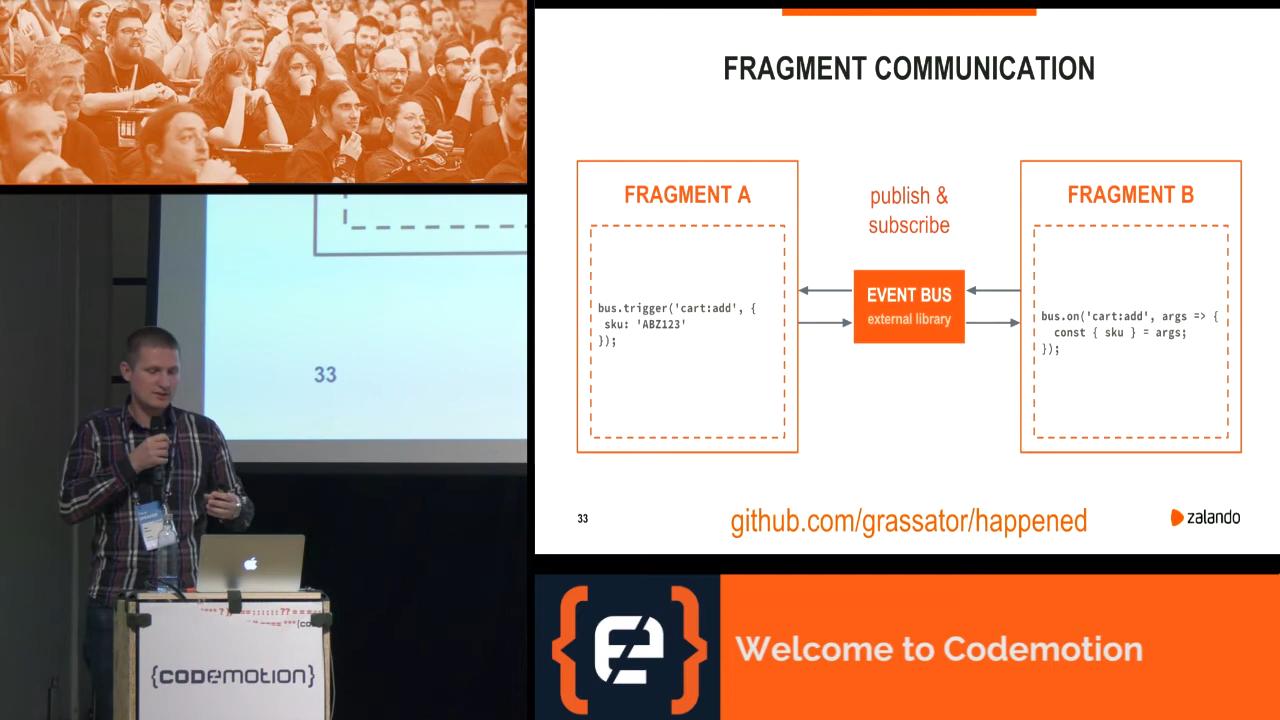 FRAGMENT COMMUNICATION
FRAGMENT A
bus.trigger('cart:add', {
sku: 'ABZ123'
});
publish &
subscribe
EVENT BUS
external library
FRAGMENT B
bus.on('cart:add', args => {
const { sku } = args;
});
33
github.com/grassator/happened
zalando
33
{CODEMOTION}
Welcome to Codemotion